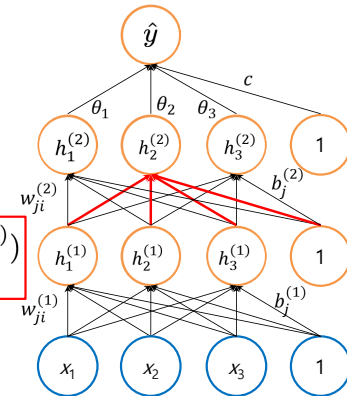 ŷ
θ₁ θ₂ θ₃ c
h₁⁽²⁾ h₂⁽²⁾ h₃⁽²⁾ 1
wⱼᵢ⁽²⁾ bⱼ⁽²⁾
⁾)
h₁⁽¹⁾ h₂⁽¹⁾ h₃⁽¹⁾ 1
wⱼᵢ⁽¹⁾ bⱼ⁽¹⁾
x₁ x₂ x₃ 1